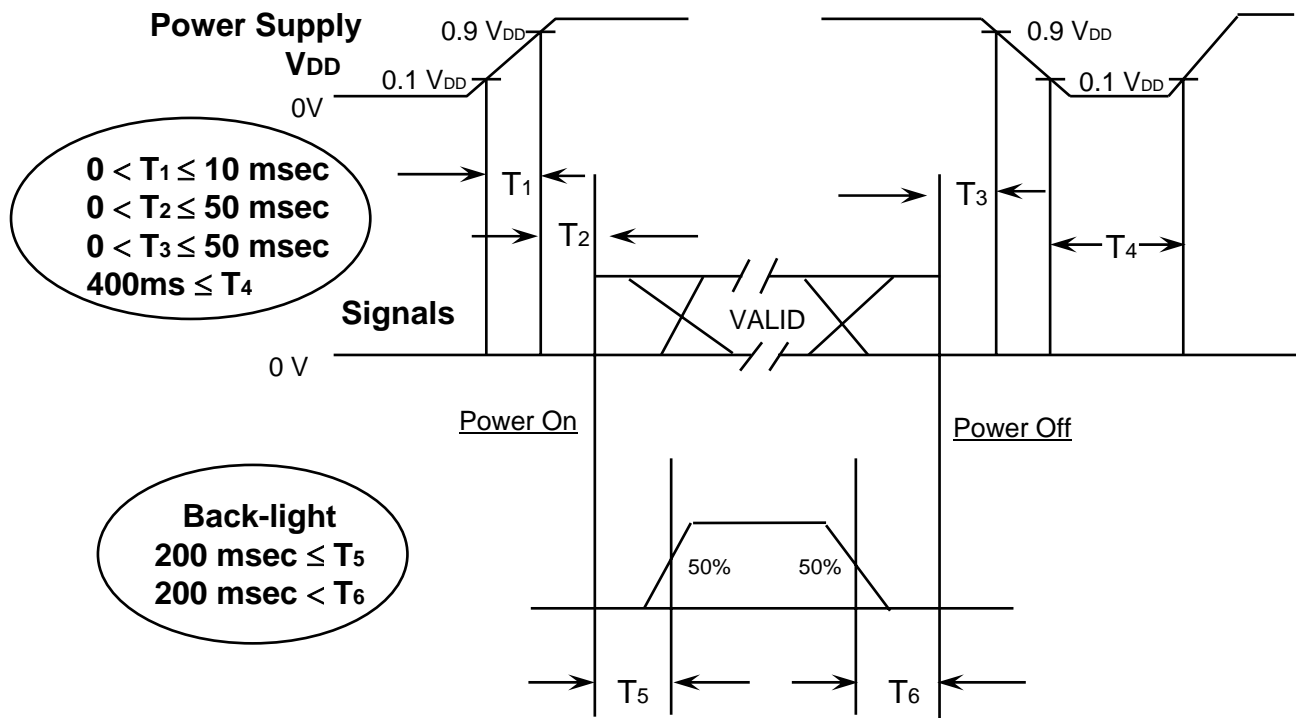 Power Supply
VDD
0.9 VDD
0.1 VDD
0V
0.9 VDD
0.1 VDD
0 < T1 ≤ 10 msec
0 < T2 ≤ 50 msec
0 < T3 ≤ 50 msec
400ms ≤ T4
T1
T2
T3
T4
Signals
VALID
0 V
Power On
Power Off
Back-light
200 msec ≤ T5
200 msec < T6
50%
50%
T5
T6